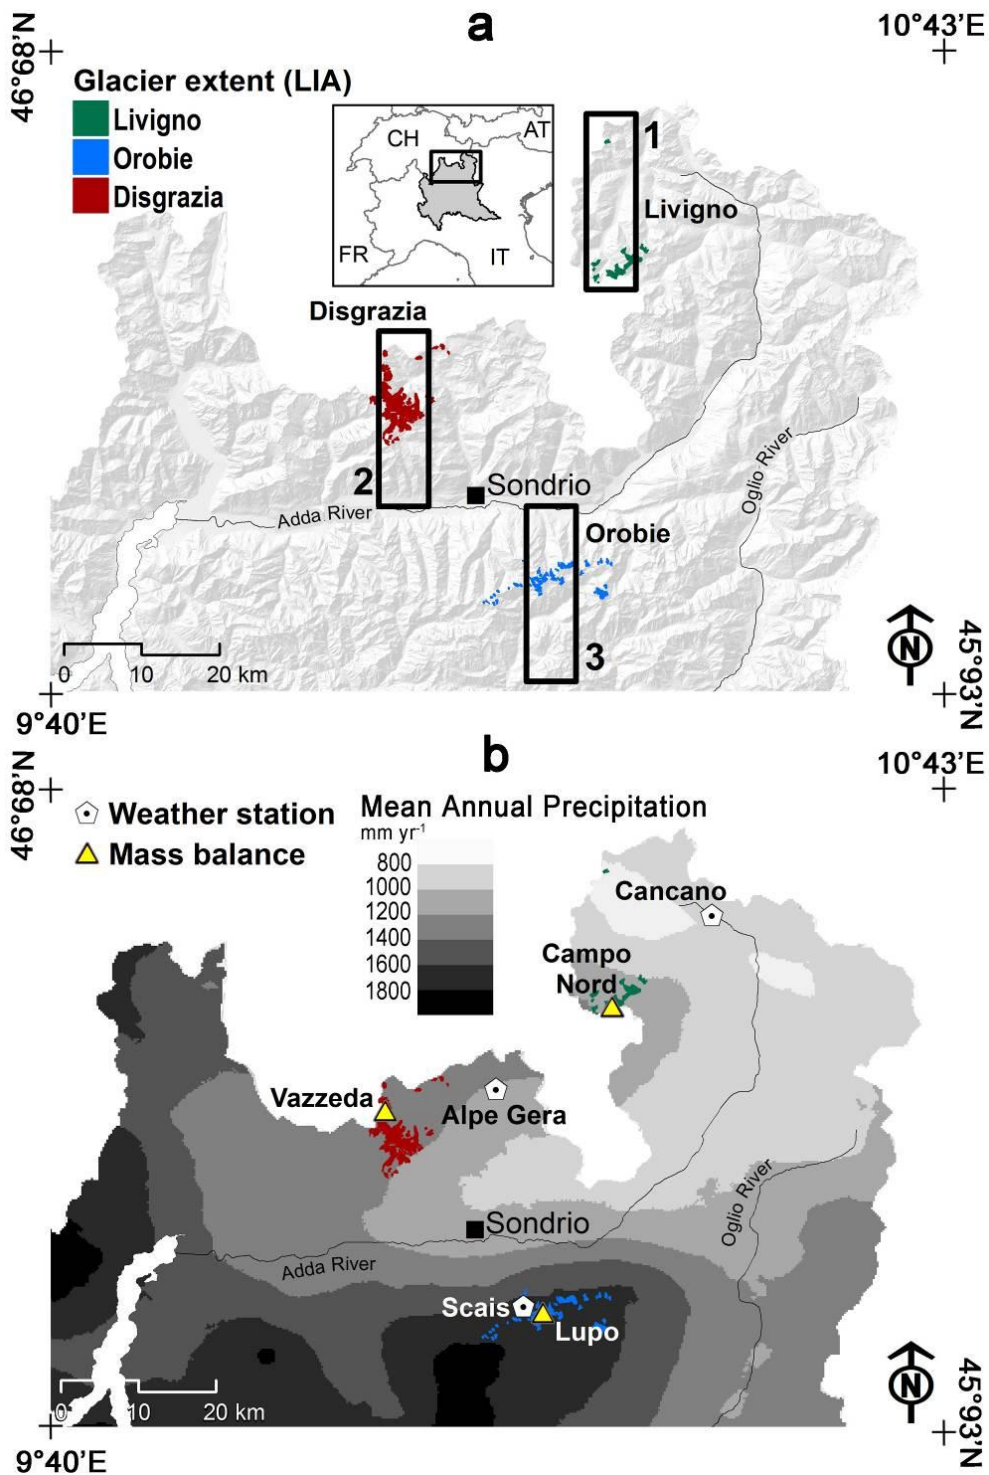 a
46°68'N
10°43'E
Glacier extent (LIA)
Livigno
Orobie
Disgrazia
CH
AT
FR
IT
1
Livigno
Disgrazia
2
Sondrio
Adda River
Oglio River
Orobie
3
0 10 20 km
N
45°93'N
9°40'E
b
46°68'N
10°43'E
Weather station
Mass balance
Mean Annual Precipitation
mm yr⁻¹
800
1000
1200
1400
1600
1800
Cancano
Campo
Nord
Vazzeda
Alpe Gera
Sondrio
Adda River
Oglio River
Scais
Lupo
0 10 20 km
N
45°93'N
9°40'E